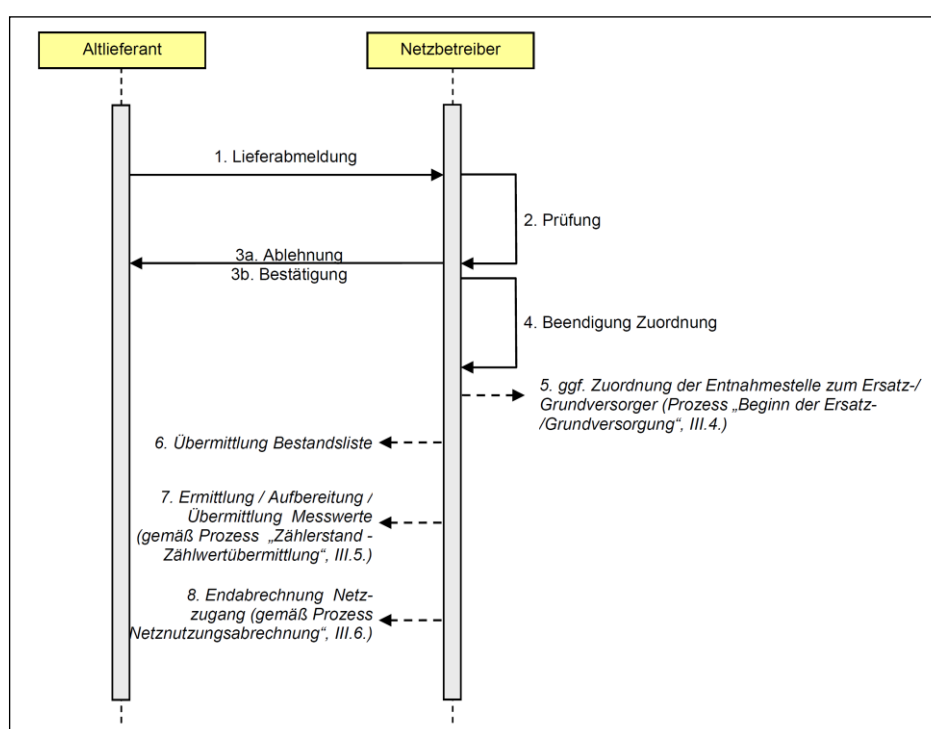 Altlieferant
Netzbetreiber
1. Lieferabmeldung
2. Prüfung
3a. Ablehnung
3b. Bestätigung
4. Beendigung Zuordnung
5. ggf. Zuordnung der Entnahmestelle zum Ersatz-/
Grundversorger (Prozess „Beginn der Ersatz-
/Grundversorgung“, III.4.)
6. Übermittlung Bestandsliste
7. Ermittlung / Aufbereitung /
Übermittlung Messwerte
(gemäß Prozess „Zählerstand -
Zählwertübermittlung“, III.5.)
8. Endabrechnung Netz-
zugang (gemäß Prozess
Netznutzungsabrechnung“, III.6.)